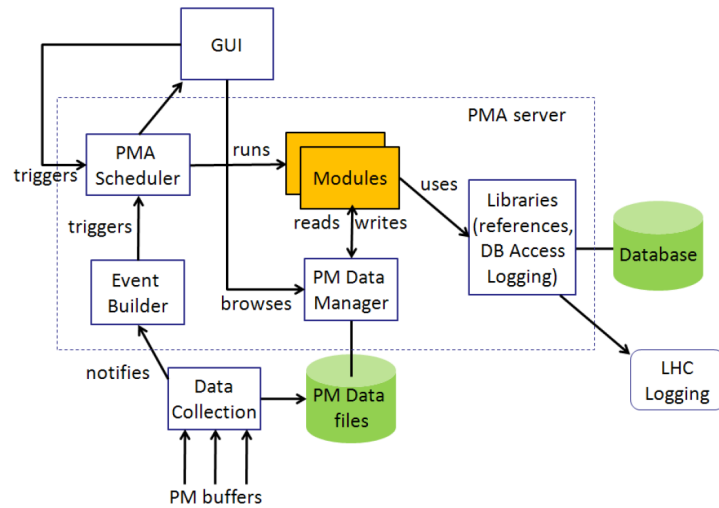 GUI
PMA server
PMA
Scheduler
triggers
runs
Modules
uses
Libraries
(references,
DB Access
Logging)
Database
triggers
reads
writes
Event
Builder
browses
PM Data
Manager
notifies
Data
Collection
PM Data
files
LHC
Logging
PM buffers